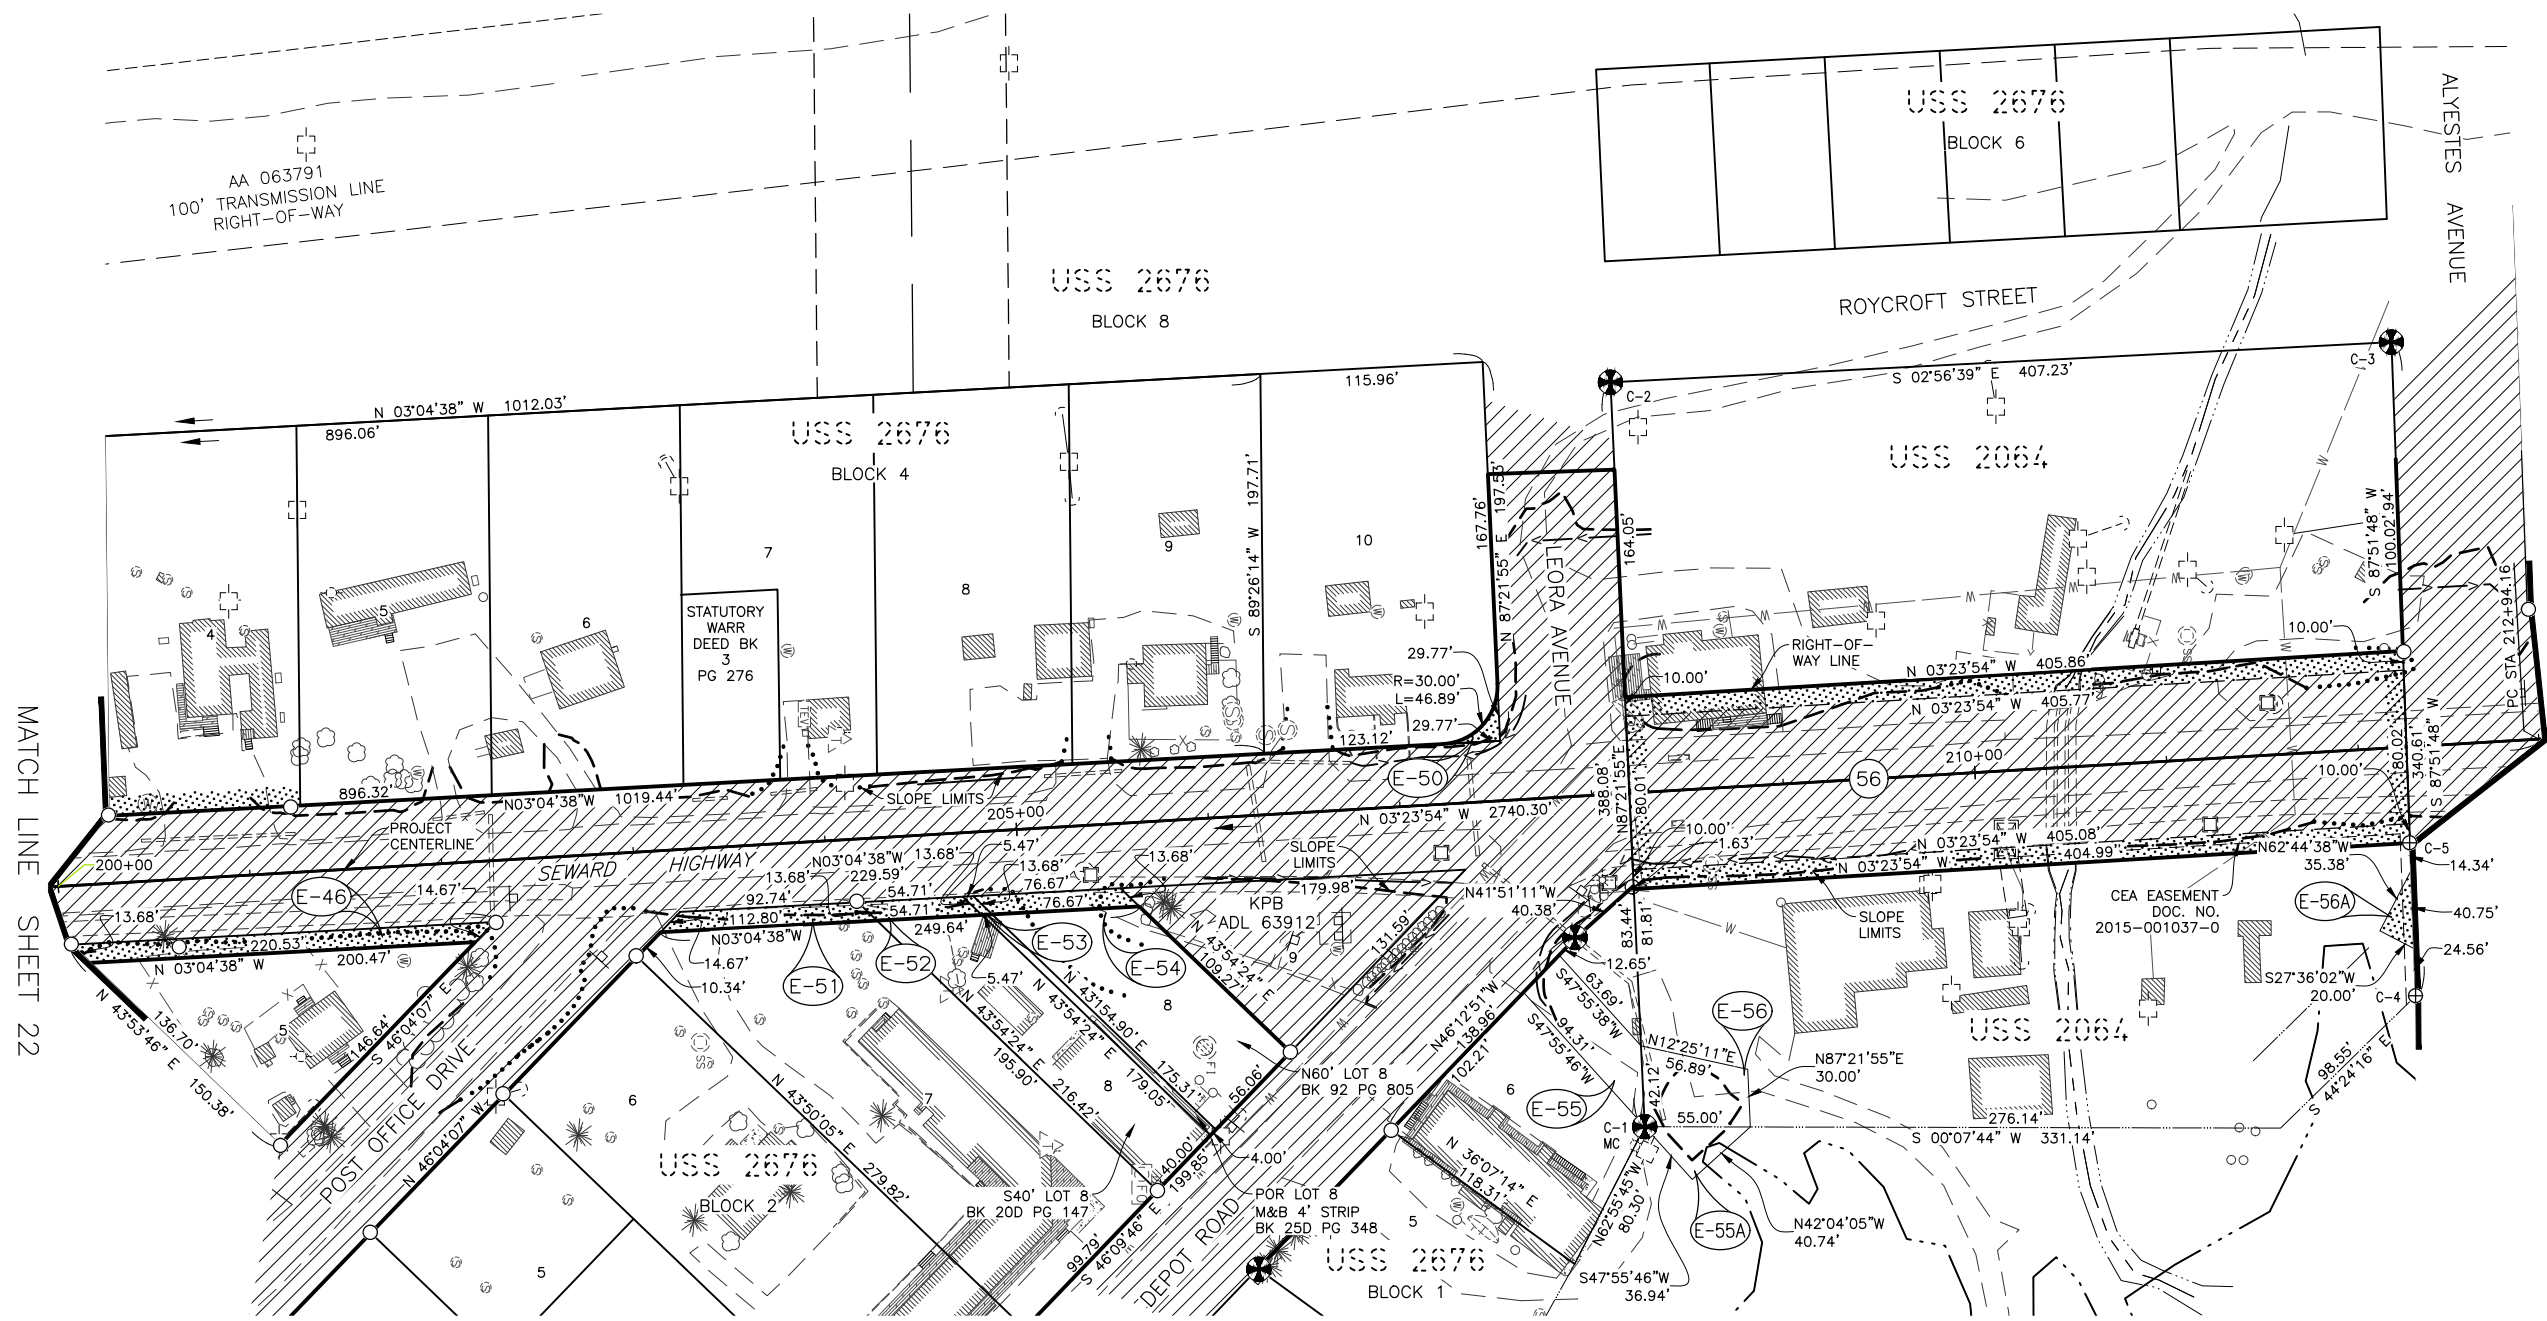 AA 063791
100' TRANSMISSION LINE
RIGHT-OF-WAY
USS 2676
BLOCK 8
USS 2676
BLOCK 6
ALYESTES AVENUE
ROYCROFT STREET
N 03°04'38" W 1012.03'
896.06'
115.96'
USS 2676
BLOCK 4
C-2
S 02°56'39" E 407.23'
C-3
USS 2064
4
5
6
7
8
9
10
STATUTORY
WARR
DEED BK
3
PG 276
S 89°26'14" W 197.71'
167.76'
N 87°21'55" E 197.53'
LEORA AVENUE
164.05'
S 87°51'48" W
100.02'
.94'
PC STA 212+94.16
29.77'
R=30.00'
L=46.89'
29.77'
123.12'
10.00'
RIGHT-OF-
WAY LINE
N 03°23'54" W 405.86'
N 03°23'54" W 405.77'
10.00'
210+00
56
10.00'
80.02'
340.61'
S 87°51'48" W
MATCH LINE SHEET 22
896.32'
N03°04'38"W 1019.44'
SLOPE LIMITS
E-50
205+00
N 03°23'54" W 2740.30'
388.08'
N87°21'55"E
80.01'
PROJECT
CENTERLINE
200+00
SEWARD HIGHWAY
E-46
14.67'
13.68'
220.53'
N 03°04'38" W
200.47'
N03°04'38"W
229.59'
13.68'
13.68'
5.47'
13.68'
13.68'
92.74'
54.71'
76.67'
112.80'
54.71'
76.67'
N03°04'38"W
249.64'
14.67'
10.34'
E-51
E-52
E-53
E-54
5.47'
SLOPE
LIMITS
179.98'
KPB
ADL 63912
9
131.59'
N41°51'11"W
40.38'
10.00'
1.63'
N 03°23'54" W 405.08'
N 03°23'54" W 404.99'
N62°44'38"W
35.38'
C-5
14.34'
CEA EASEMENT
DOC. NO.
2015-001037-0
E-56A
SLOPE
LIMITS
40.75'
24.56'
S27°36'02"W
20.00'
C-4
N 43°53'46" E
136.70'
150.38'
5
146.64'
S 46°04'07" E
POST OFFICE DRIVE
N 46°04'07" W
6
N 43°50'05" E 279.82'
7
N 43°54'24" E
195.90'
216.42'
N 43°54'24" E
179.05'
154.90'
175.31'
N 43°54'24" E
109.27'
8
8
N60' LOT 8
BK 92 PG 805
56.06'
40.00'
199.85'
4.00'
USS 2676
BLOCK 2
5
S40' LOT 8
BK 20D PG 147
POR LOT 8
M&B 4' STRIP
BK 25D PG 348
99.79'
S 46°09'46" E
DEPOT ROAD
N46°12'51"W
138.96'
102.21'
83.44'
81.81'
12.65'
63.69'
S47°55'38"W
94.31'
S47°55'46"W
E-55
E-56
N12°25'11"E
56.89'
N87°21'55"E
30.00'
42.12'
C-1
MC
55.00'
USS 2064
276.14'
S 00°07'44" W 331.14'
98.55'
S 44°24'16" E
6
N 36°07'14" E
118.31'
N62°55'45"W
80.30'
5
E-55A
N42°04'05"W
40.74'
S47°55'46"W
36.94'
USS 2676
BLOCK 1